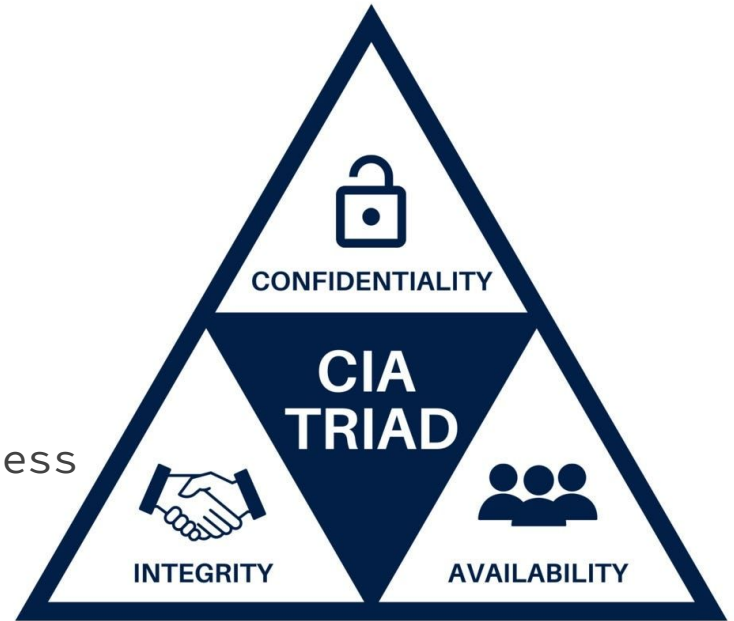 CONFIDENTIALITY
CIA
TRIAD
ess
INTEGRITY
AVAILABILITY